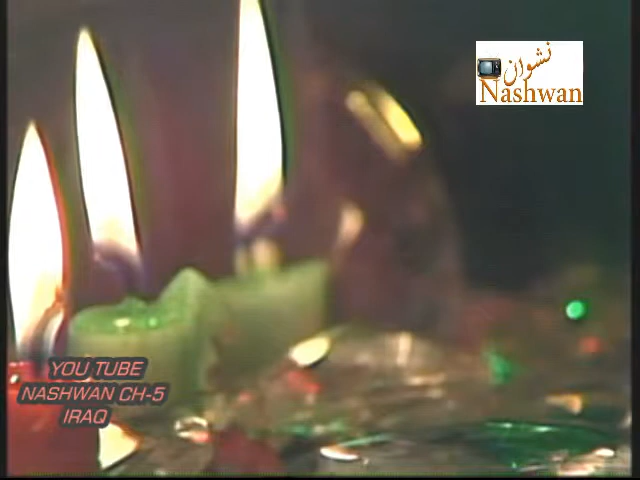 نشوان
Nashwan
YOU TUBE
NASHWAN CH-5
IRAQ